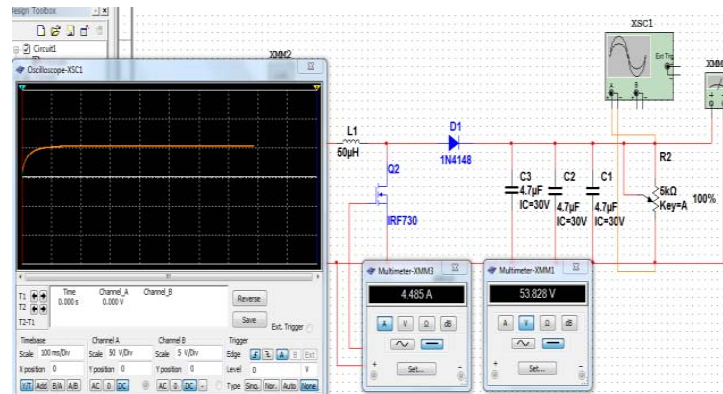 Design Toolbox
Circuit1
XMM2
XSC1
Ext Trig
A
B
Oscilloscope-XSC1
L1
50µH
D1
1N4148
Q2
IRF730
C3
4.7µF
IC=30V
C2
4.7µF
IC=30V
C1
4.7µF
IC=30V
R2
5kΩ
Key=A
100%
Multimeter-XMM3
4.485 A
A V Ω dB
Set...
Multimeter-XMM1
53.828 V
A V Ω dB
Set...
Time Channel_A Channel_B
T1 0.000 s 0.000 V
T2
T2-T1
Reverse
Save
Ext. Trigger
Timebase
Scale 100 ms/Div
X position 0
Y/T Add B/A A/B
Channel A
Scale 50 V/Div
Y position 0
AC 0 DC
Channel B
Scale 5 V/Div
Y position 0
AC 0 DC -
Trigger
Edge A B Ext
Level 0 V
Type Sing. Nor. Auto None